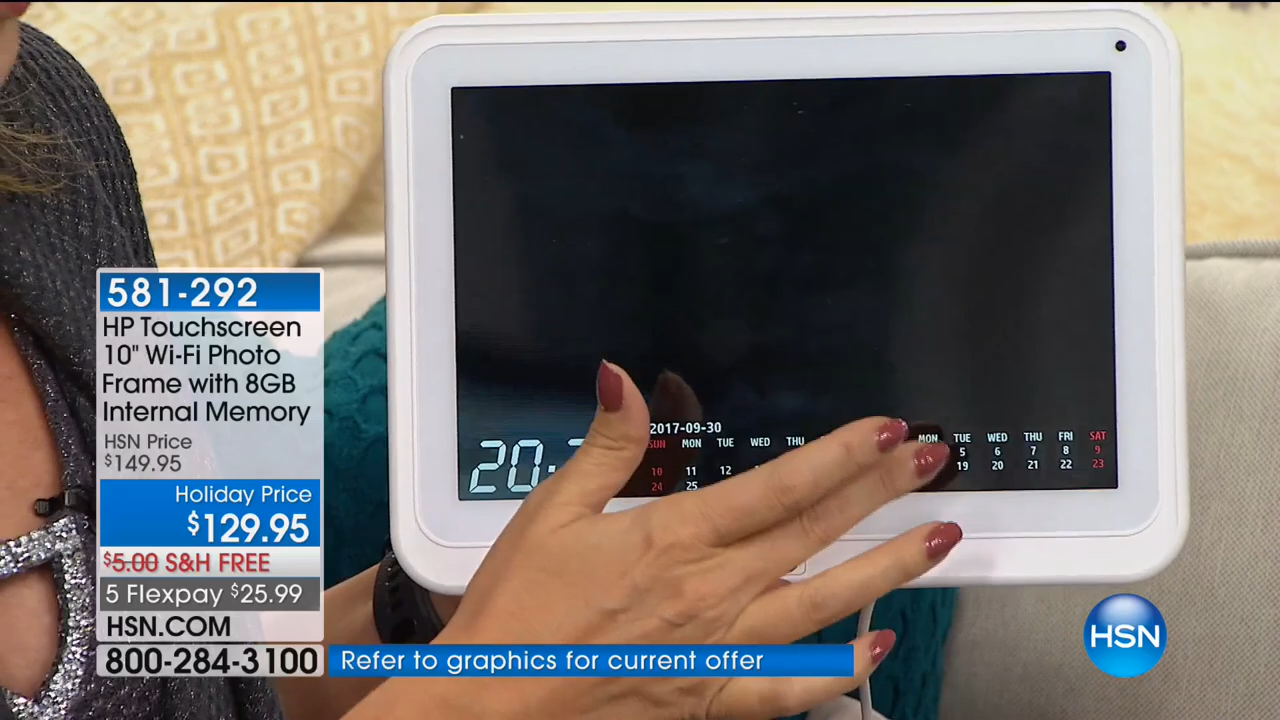 581-292
HP Touchscreen
10" Wi-Fi Photo
Frame with 8GB
Internal Memory
HSN Price
$149.95
Holiday Price
$129.95
$5.00 S&H FREE
5 Flexpay $25.99
HSN.COM
800-284-3100
Refer to graphics for current offer
HSN
2017-09-30
SUN MON TUE WED THU MON TUE WED THU FRI SAT
5 6 7 8 9
10 11 12 19 20 21 22 23
24 25
20: